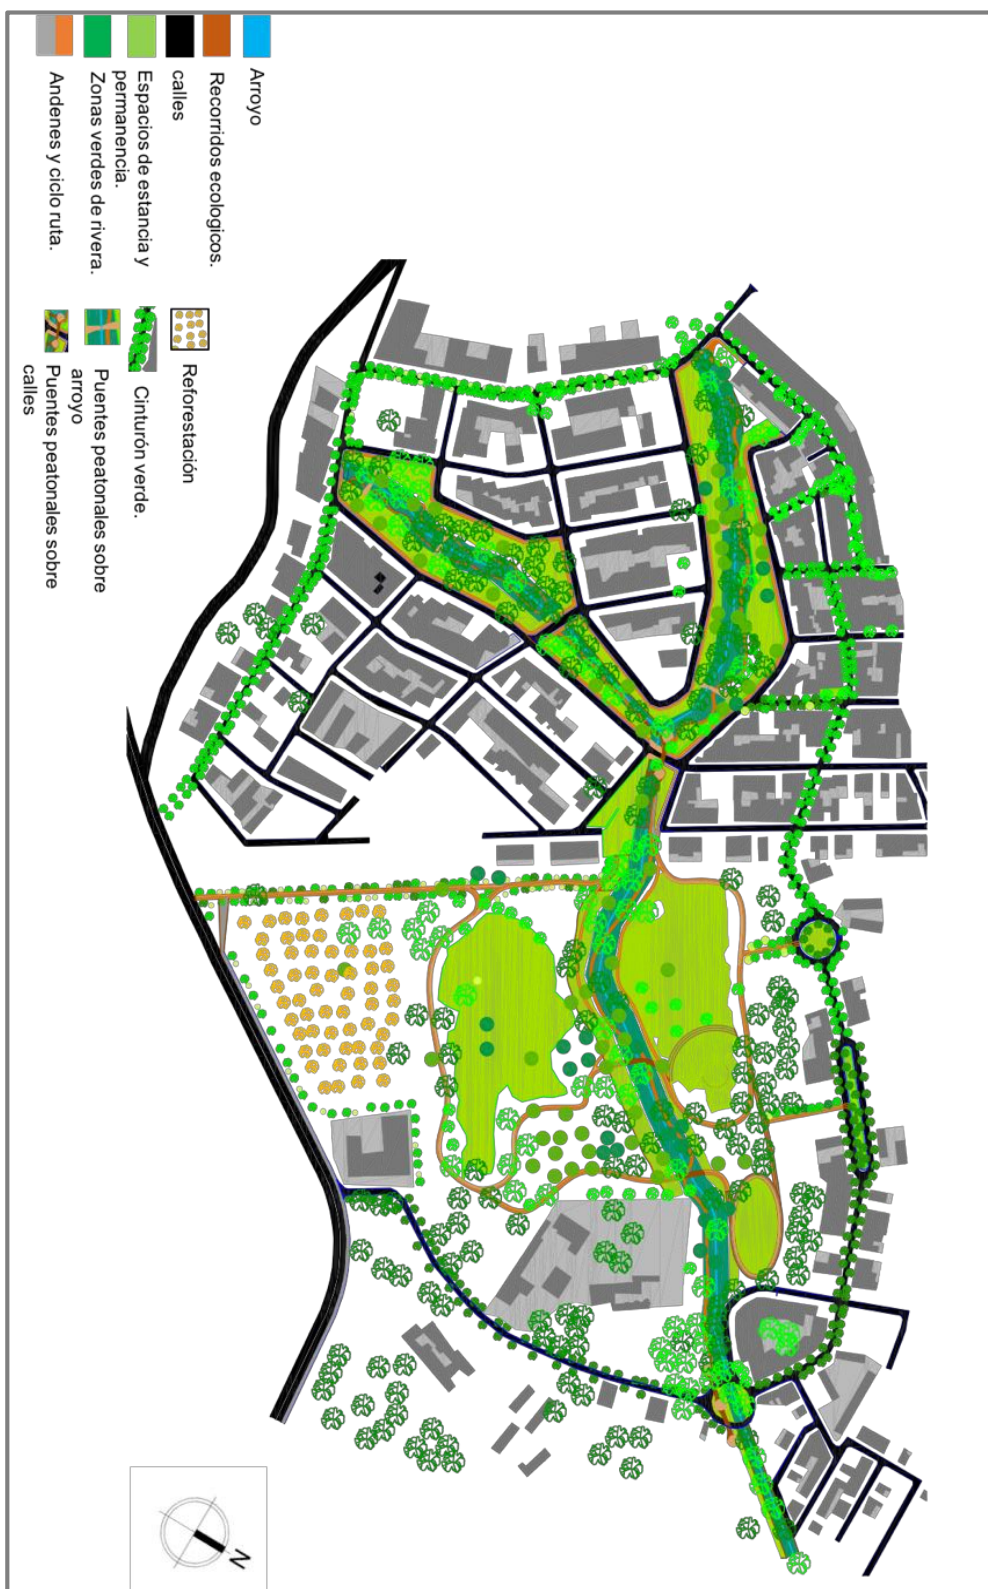 Arroyo
Recorridos ecologicos.
calles
Espacios de estancia y
permanencia.
Zonas verdes de rivera.
Andenes y ciclo ruta.
Reforestación
Cinturón verde.
Puentes peatonales sobre
arroyo
Puentes peatonales sobre
calles
N